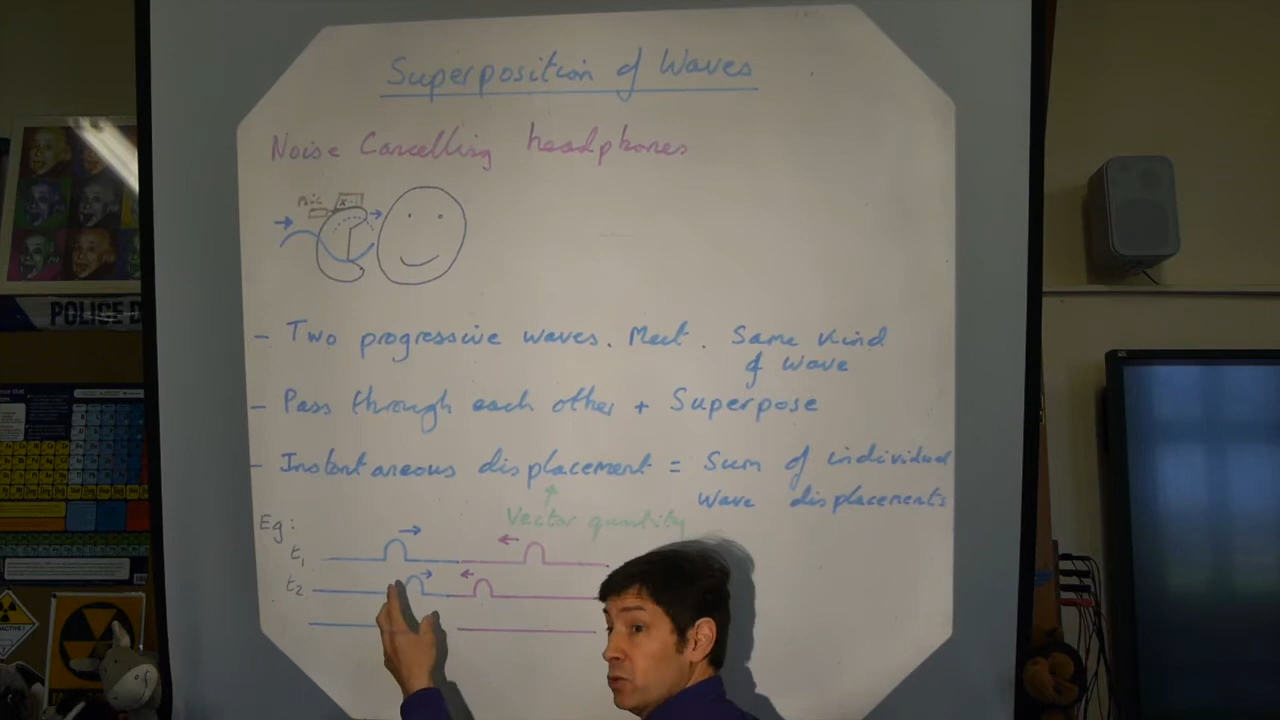 Superposition of Waves
Noise Cancelling headphones
- Two progressive waves. Meet. Same kind
of wave
- Pass through each other + Superpose
- Instantaneous displacement = Sum of individual
wave displacements
Vector quantity
Eg:
t₁
t₂
POLICE D